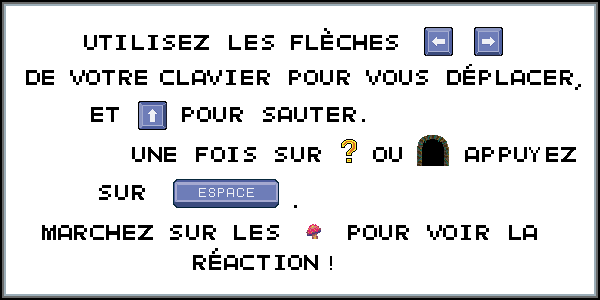 UTILISEZ LES FLÈCHES ← →
DE VOTRE CLAVIER POUR VOUS DÉPLACER,
ET ↑ POUR SAUTER.
UNE FOIS SUR ? OU APPUYEZ
SUR ESPACE .
MARCHEZ SUR LES POUR VOIR LA
RÉACTION !